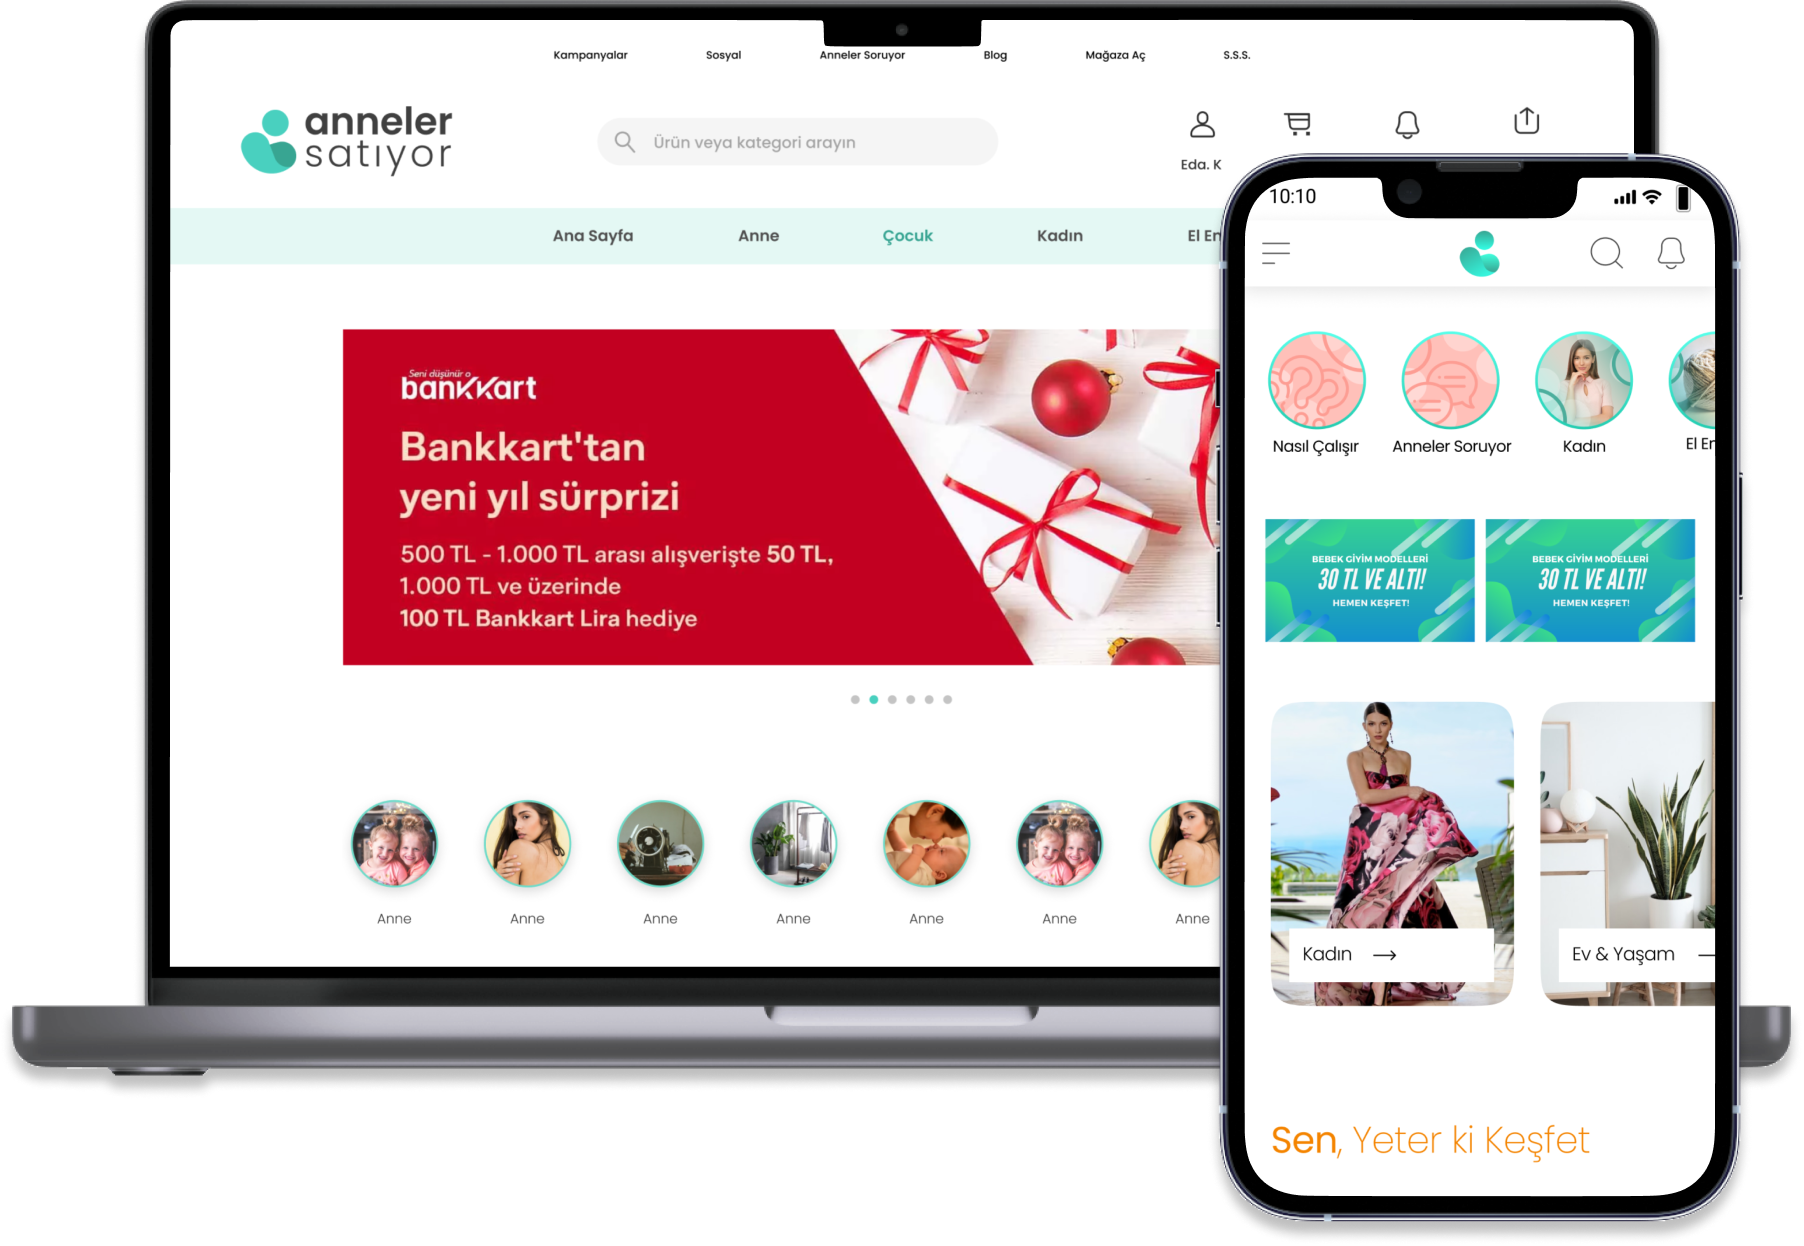 Kampanyalar
Sosyal
Anneler Soruyor
Blog
Mağaza Aç
S.S.S.
anneler
satıyor
Ürün veya kategori arayın
Eda. K
Ana Sayfa
Anne
Çocuk
Kadın
El En
Seni düşünür o
bankkart
Bankkart'tan
yeni yıl sürprizi
500 TL - 1.000 TL arası alışverişte 50 TL,
1.000 TL ve üzerinde
100 TL Bankkart Lira hediye
Anne
Anne
Anne
Anne
Anne
Anne
Anne
10:10
Nasıl Çalışır
Anneler Soruyor
Kadın
El Er
BEBEK GİYİM MODELLERİ
30 TL VE ALTI!
HEMEN KEŞFET!
BEBEK GİYİM MODELLERİ
30 TL VE ALTI!
HEMEN KEŞFET!
Kadın
Ev & Yaşam
Sen, Yeter ki Keşfet